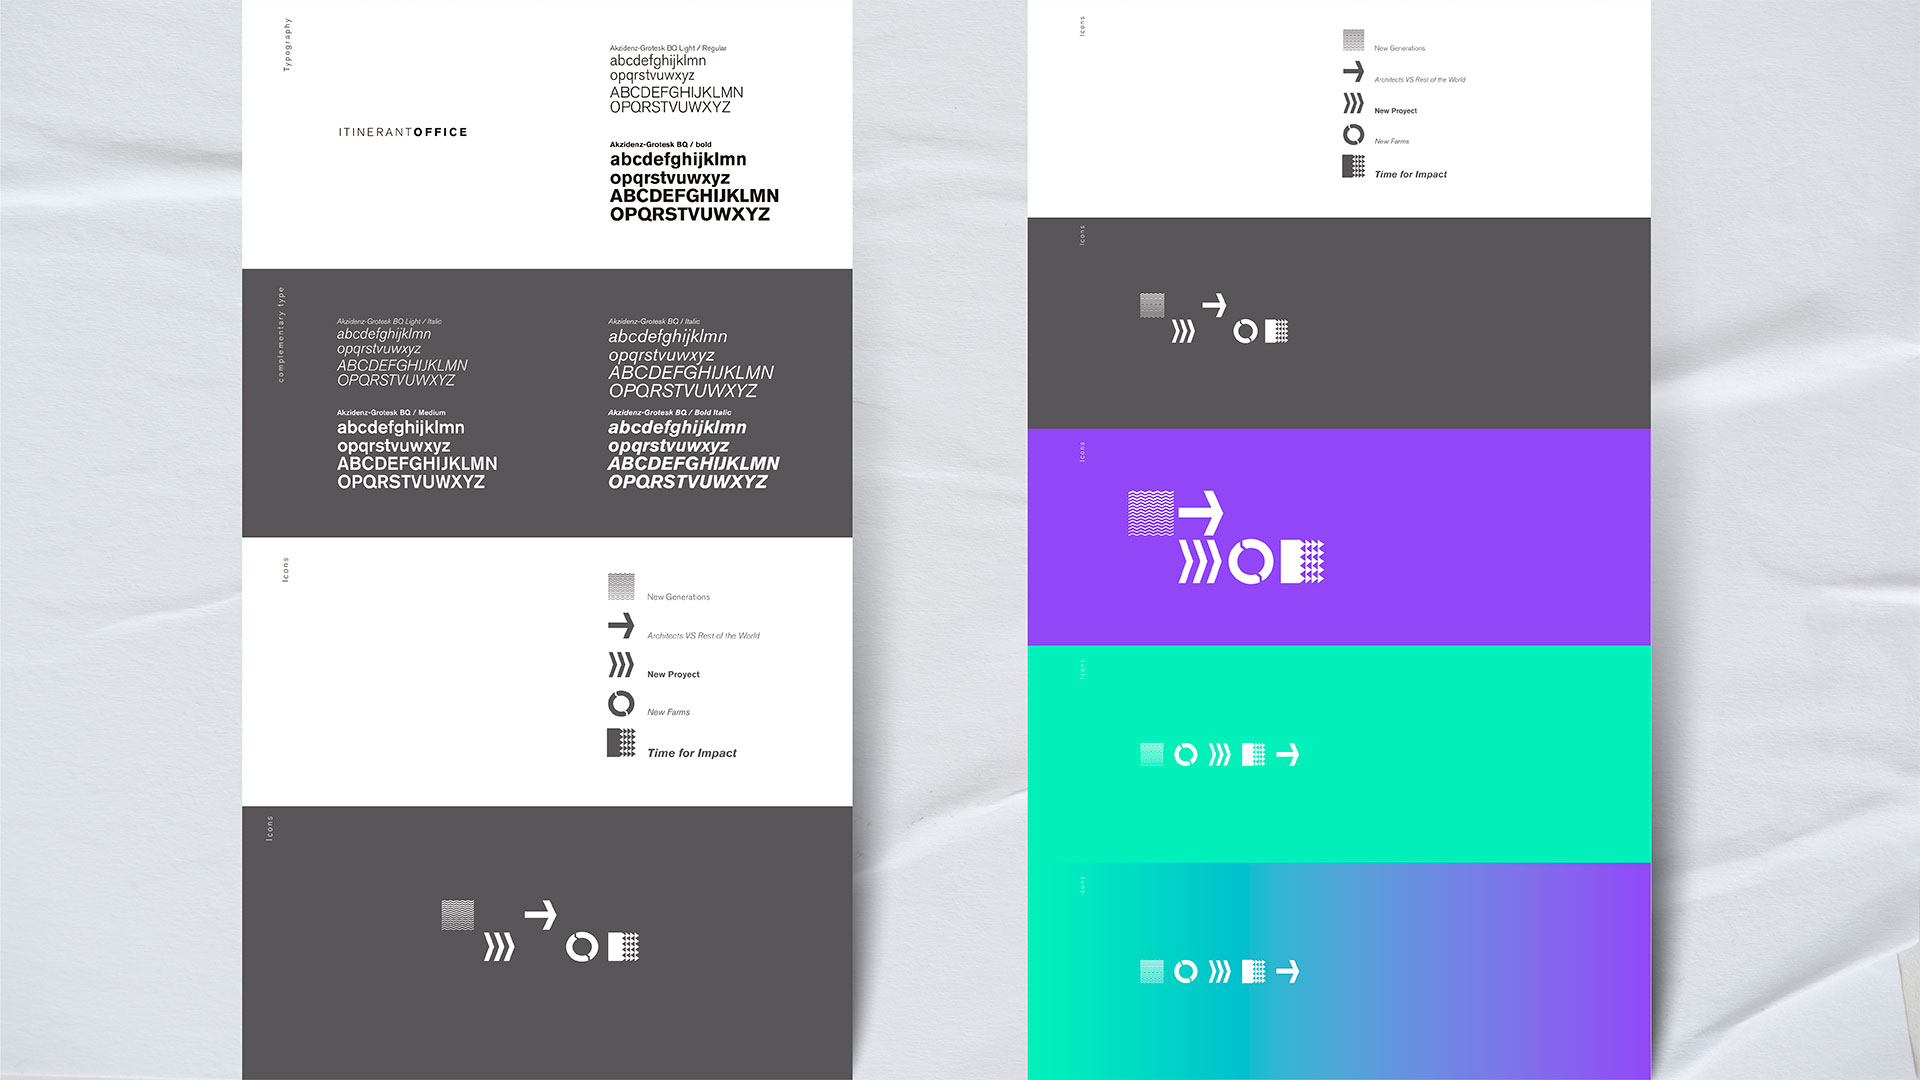 Typography
ITINERANTOFFICE
Akzidenz-Grotesk BQ Light / Regular
abcdefghijklmn
opqrstvuwxyz
ABCDEFGHIJKLMN
OPQRSTVUWXYZ
Akzidenz-Grotesk BQ / bold
abcdefghijklmn
opqrstvuwxyz
ABCDEFGHIJKLMN
OPQRSTVUWXYZ
complementary type
Akzidenz-Grotesk BQ Light / Italic
abcdefghijklmn
opqrstvuwxyz
ABCDEFGHIJKLMN
OPQRSTVUWXYZ
Akzidenz-Grotesk BQ / Italic
abcdefghijklmn
opqrstvuwxyz
ABCDEFGHIJKLMN
OPQRSTVUWXYZ
Akzidenz-Grotesk BQ / Medium
abcdefghijklmn
opqrstvuwxyz
ABCDEFGHIJKLMN
OPQRSTVUWXYZ
Akzidenz-Grotesk BQ / Bold Italic
abcdefghijklmn
opqrstvuwxyz
ABCDEFGHIJKLMN
OPQRSTVUWXYZ
Icons
New Generations
Architects VS Rest of the World
New Proyect
New Farms
Time for Impact
Icons
Icons
New Generations
Architects VS Rest of the World
New Proyect
New Farms
Time for Impact
Icons
Icons
Icons
Icons